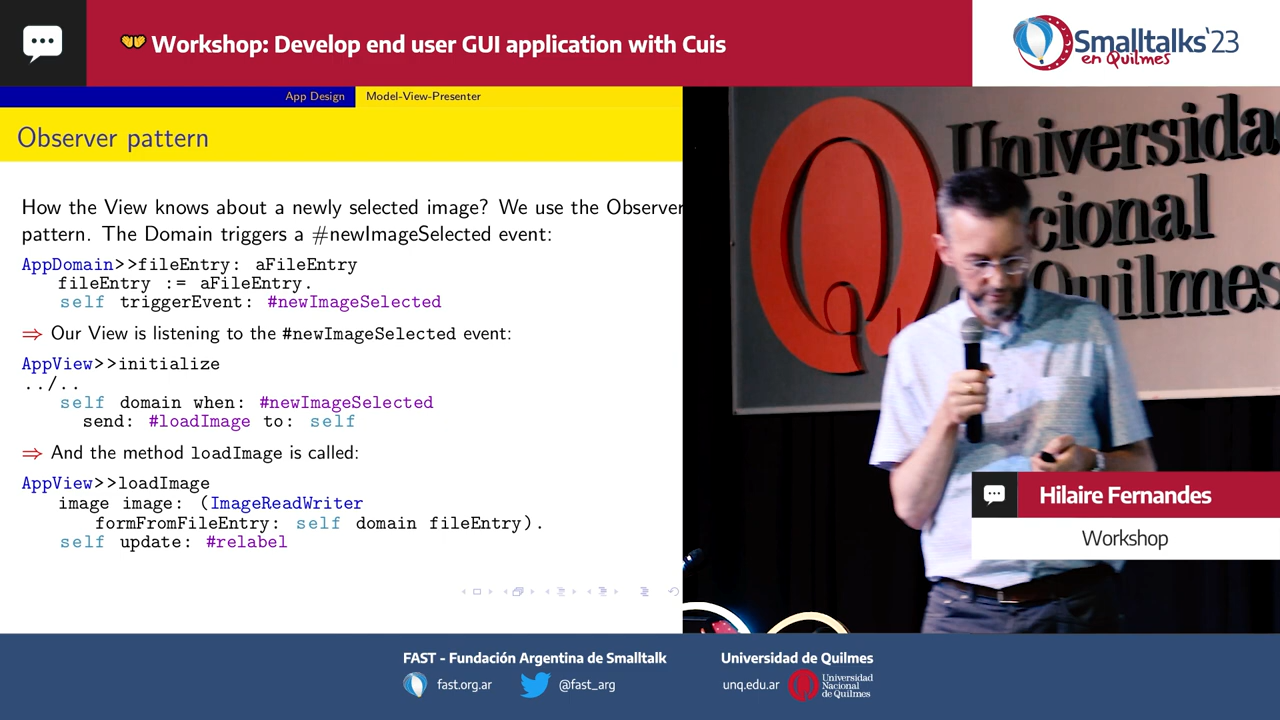 Workshop: Develop end user GUI application with Cuis
Smalltalks'23
en Quilmes
App Design
Model-View-Presenter
Observer pattern
How the View knows about a newly selected image? We use the Observer
pattern. The Domain triggers a #newImageSelected event:
AppDomain>>fileEntry: aFileEntry
fileEntry := aFileEntry.
self triggerEvent: #newImageSelected
⇒ Our View is listening to the #newImageSelected event:
AppView>>initialize
../..
self domain when: #newImageSelected
send: #loadImage to: self
⇒ And the method loadImage is called:
AppView>>loadImage
image image: (ImageReadWriter
formFromFileEntry: self domain fileEntry).
self update: #relabel
Universida
Nacional
de Quilmes
Hilaire Fernandes
Workshop
FAST - Fundación Argentina de Smalltalk
fast.org.ar
@fast_arg
Universidad de Quilmes
unq.edu.ar
Universidad
Nacional
de Quilmes